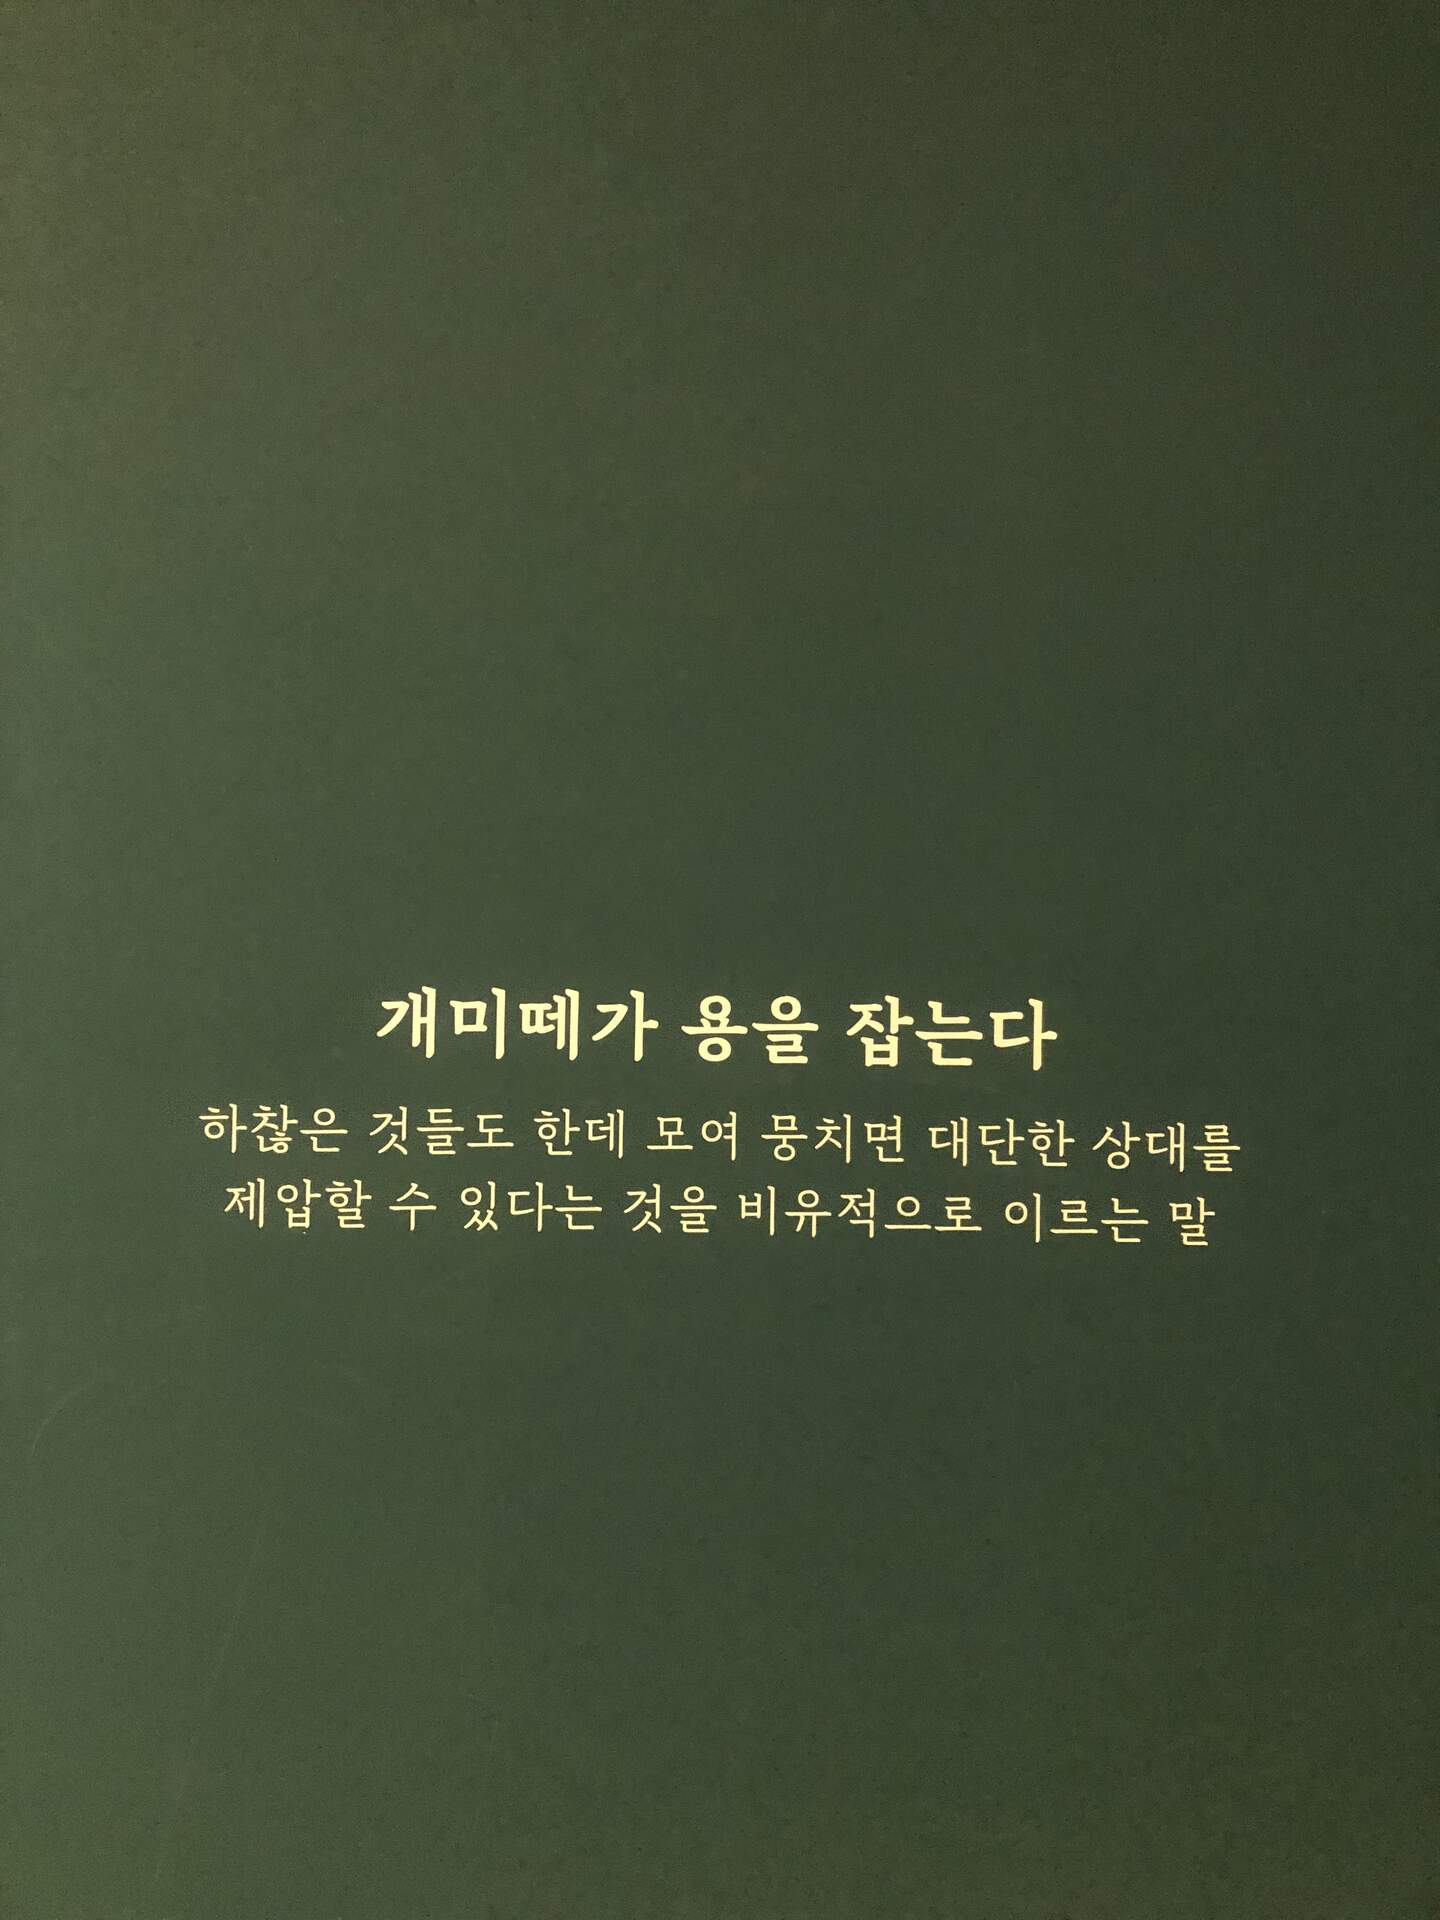 개미떼가 용을 잡는다
하찮은 것들도 한데 모여 뭉치면 대단한 상대를
제압할 수 있다는 것을 비유적으로 이르는 말